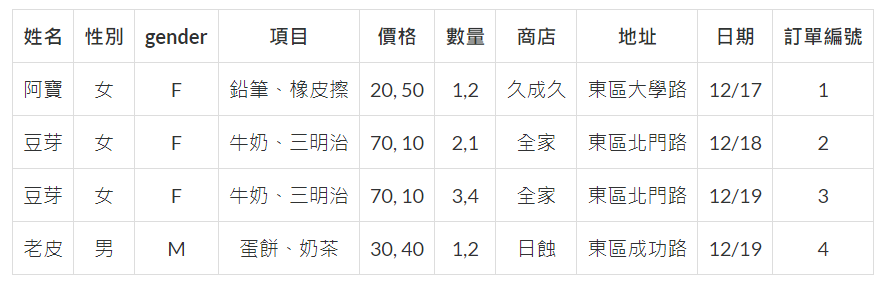 姓名 性別 gender 項目 價格 數量 商店 地址 日期 訂單編號
阿寶 女 F 鉛筆、橡皮擦 20, 50 1,2 久成久 東區大學路 12/17 1
豆芽 女 F 牛奶、三明治 70, 10 2,1 全家 東區北門路 12/18 2
豆芽 女 F 牛奶、三明治 70, 10 3,4 全家 東區北門路 12/19 3
老皮 男 M 蛋餅、奶茶 30, 40 1,2 日蝕 東區成功路 12/19 4